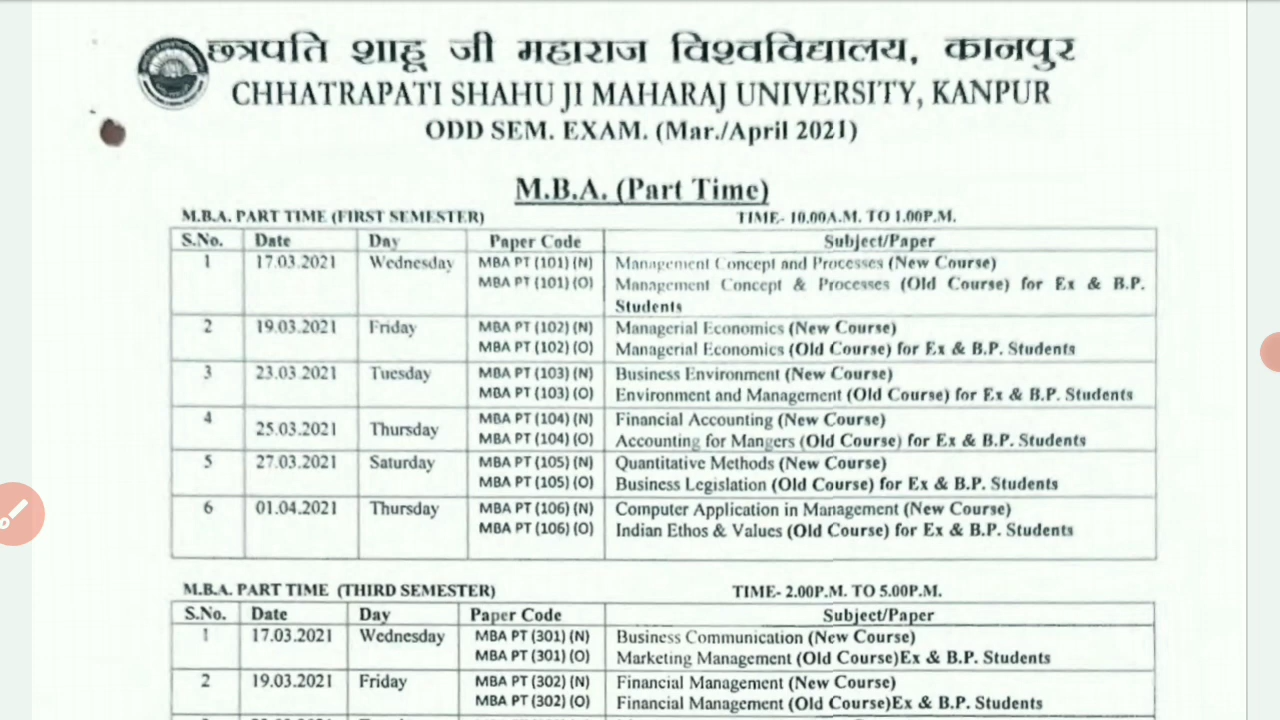 छत्रपति शाहू जी महाराज विश्वविद्यालय, कानपुर
CHHATRAPATI SHAHU JI MAHARAJ UNIVERSITY, KANPUR
ODD SEM. EXAM. (Mar./April 2021)
M.B.A. (Part Time)
M.B.A. PART TIME (FIRST SEMESTER) TIME- 10.00A.M. TO 1.00P.M.
S.No. Date Day Paper Code Subject/Paper
1 17.03.2021 Wednesday MBA PT (101) (N) Management Concept and Processes (New Course)
MBA PT (101) (O) Management Concept & Processes (Old Course) for Ex & B.P.
Students
2 19.03.2021 Friday MBA PT (102) (N) Managerial Economics (New Course)
MBA PT (102) (O) Managerial Economics (Old Course) for Ex & B.P. Students
3 23.03.2021 Tuesday MBA PT (103) (N) Business Environment (New Course)
MBA PT (103) (O) Environment and Management (Old Course) for Ex & B.P. Students
4 25.03.2021 Thursday MBA PT (104) (N) Financial Accounting (New Course)
MBA PT (104) (O) Accounting for Mangers (Old Course) for Ex & B.P. Students
5 27.03.2021 Saturday MBA PT (105) (N) Quantitative Methods (New Course)
MBA PT (105) (O) Business Legislation (Old Course) for Ex & B.P. Students
6 01.04.2021 Thursday MBA PT (106) (N) Computer Application in Management (New Course)
MBA PT (106) (O) Indian Ethos & Values (Old Course) for Ex & B.P. Students
M.B.A. PART TIME (THIRD SEMESTER) TIME- 2.00P.M. TO 5.00P.M.
S.No. Date Day Paper Code Subject/Paper
1 17.03.2021 Wednesday MBA PT (301) (N) Business Communication (New Course)
MBA PT (301) (O) Marketing Management (Old Course)Ex & B.P. Students
2 19.03.2021 Friday MBA PT (302) (N) Financial Management (New Course)
MBA PT (302) (O) Financial Management (Old Course)Ex & B.P. Students